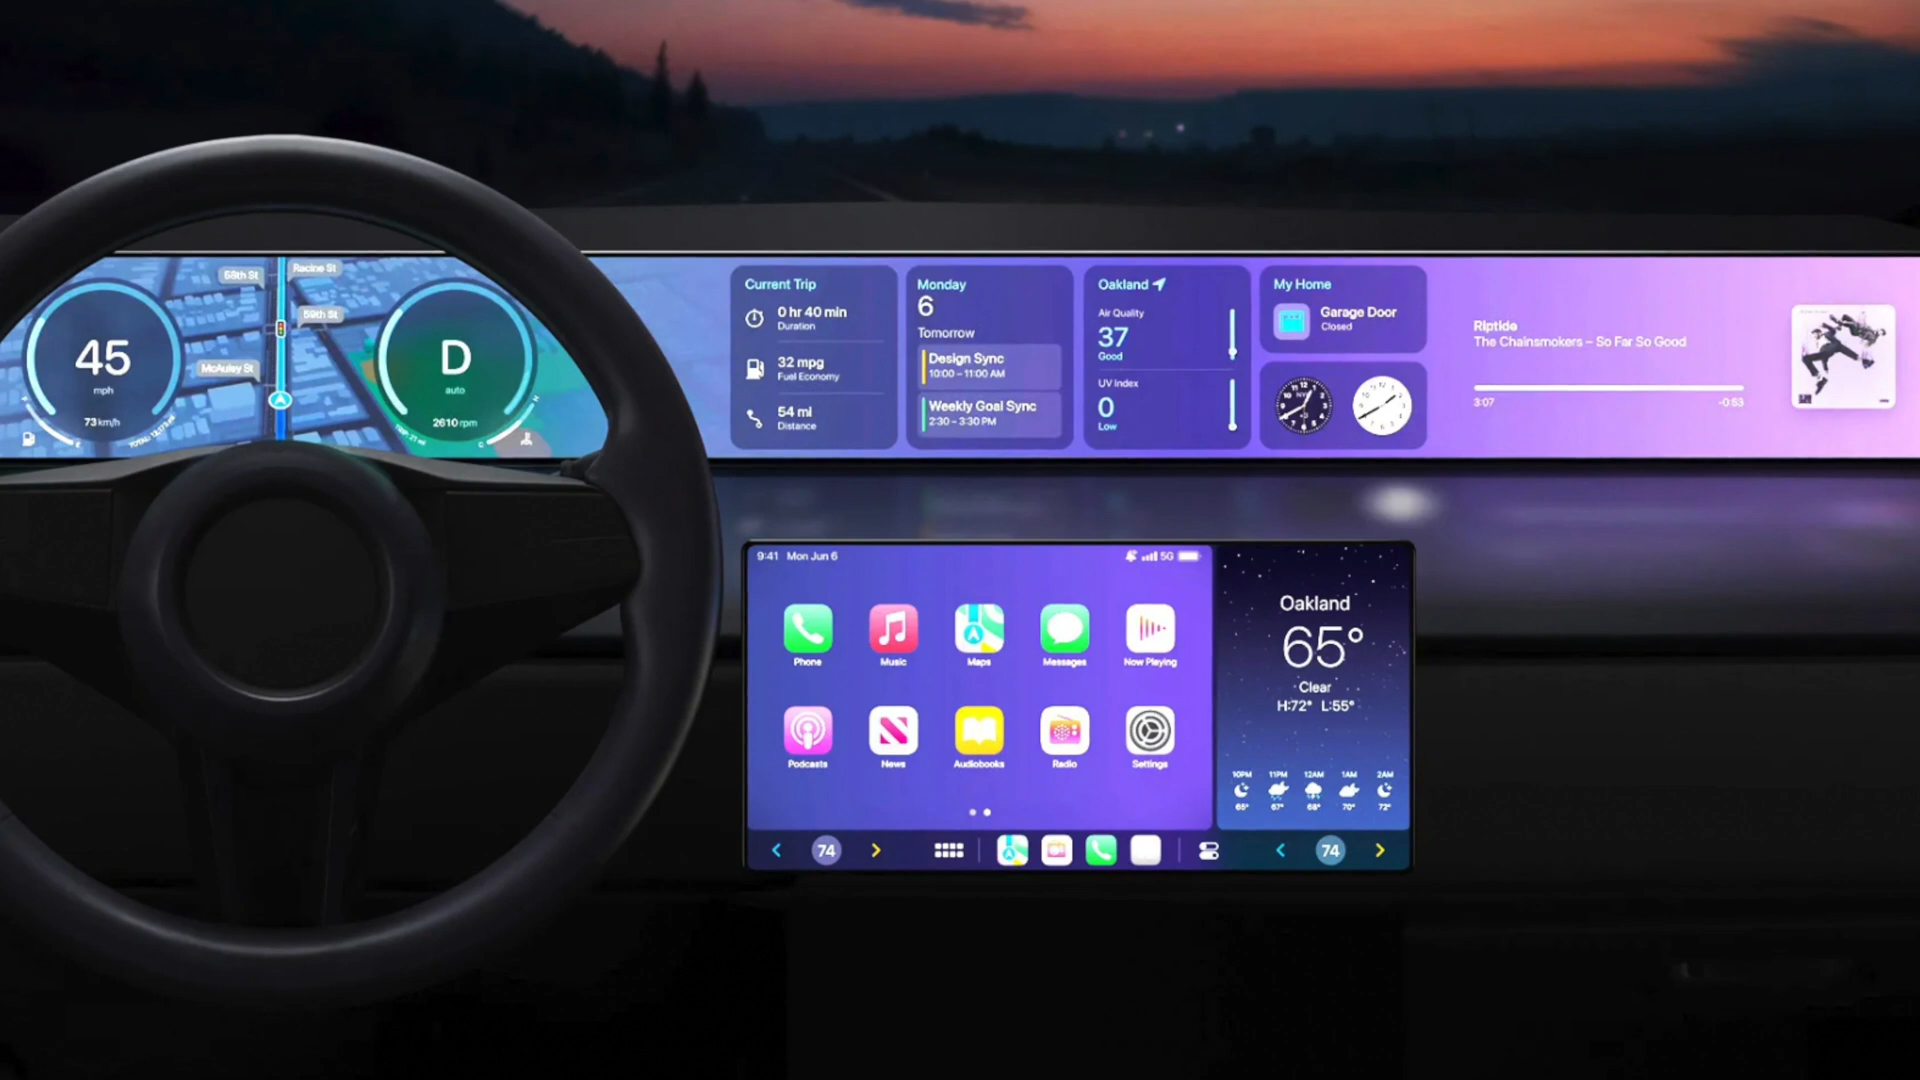 58th St
Racine St
59th St
McAuley St
45
mph
73 km/h
D
auto
2610 rpm
F
E
H
C
Current Trip
0 hr 40 min
Duration
32 mpg
Fuel Economy
54 mi
Distance
Monday
6
Tomorrow
Design Sync
10:00 – 11:00 AM
Weekly Goal Sync
2:30 – 3:30 PM
Oakland
Air Quality
37
Good
UV Index
0
Low
My Home
Garage Door
Closed
Riptide
The Chainsmokers – So Far So Good
3:07
-0:53
9:41 Mon Jun 6
5G
Phone
Music
Maps
Messages
Now Playing
Podcasts
News
Audiobooks
Radio
Settings
Oakland
65°
Clear
H:72° L:55°
10PM 11PM 12AM 1AM 2AM
65° 67° 69° 70° 72°
74
74